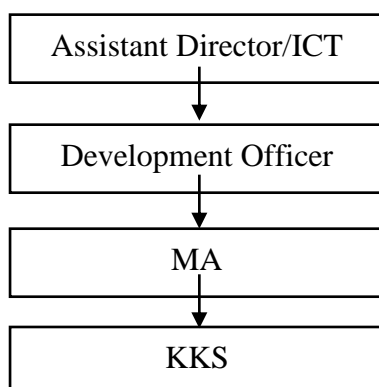 Assistant Director/ICT
Development Officer
MA
KKS